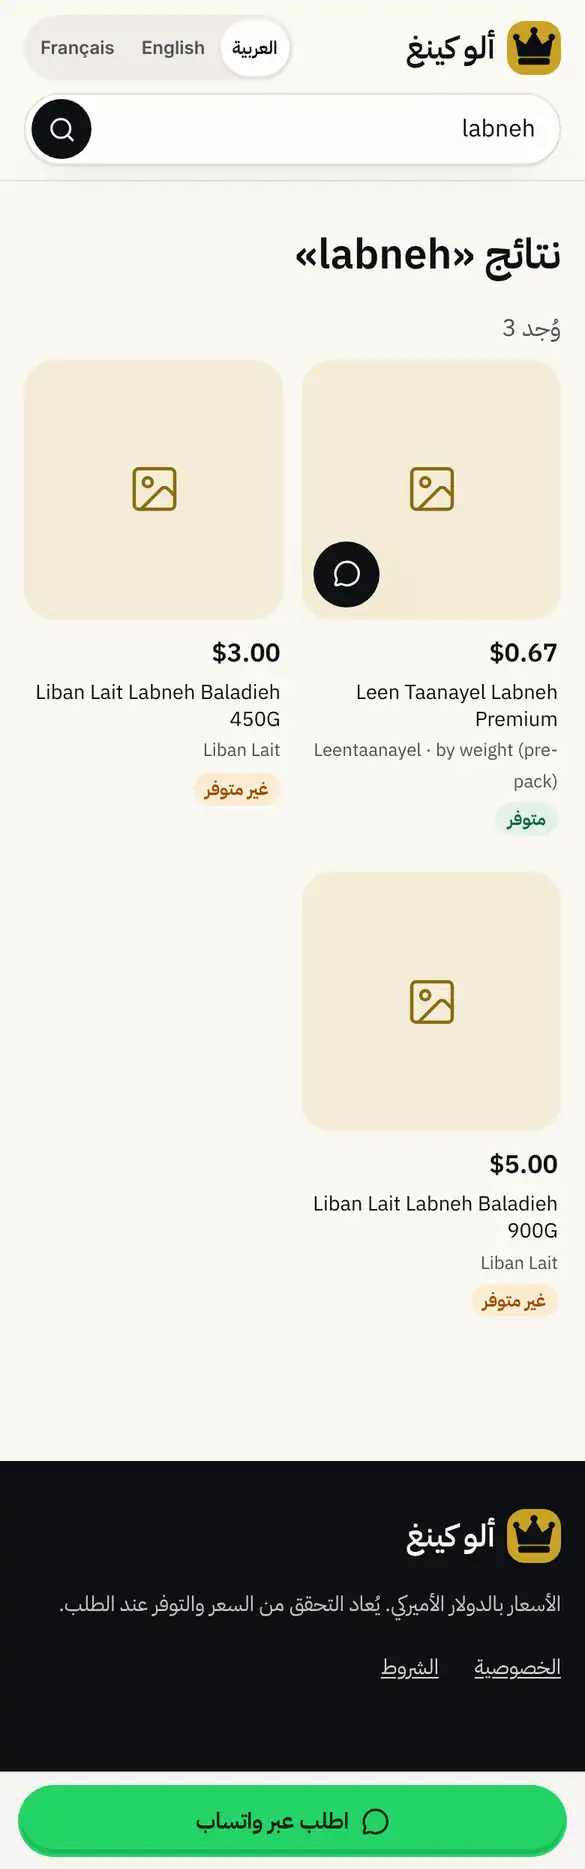 ألو كينغ
العربية
English
Français
labneh
نتائج «labneh»
وُجد 3
$0.67
Leen Taanayel Labneh
Premium
Leentaanayel · by weight (pre-
pack)
متوفر
$3.00
Liban Lait Labneh Baladieh
450G
Liban Lait
غير متوفر
$5.00
Liban Lait Labneh Baladieh
900G
Liban Lait
غير متوفر
ألو كينغ
الأسعار بالدولار الأميركي. يُعاد التحقق من السعر والتوفر عند الطلب.
الخصوصية
الشروط
اطلب عبر واتساب